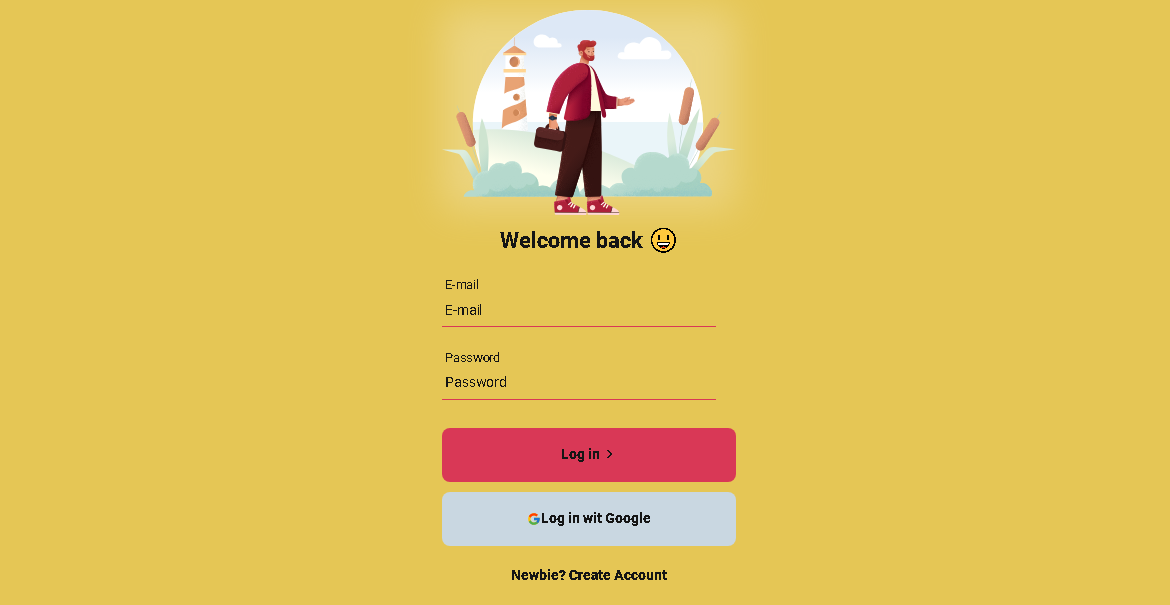 Welcome back
E-mail
E-mail
Password
Password
Log in >
Log in wit Google
Newbie? Create Account